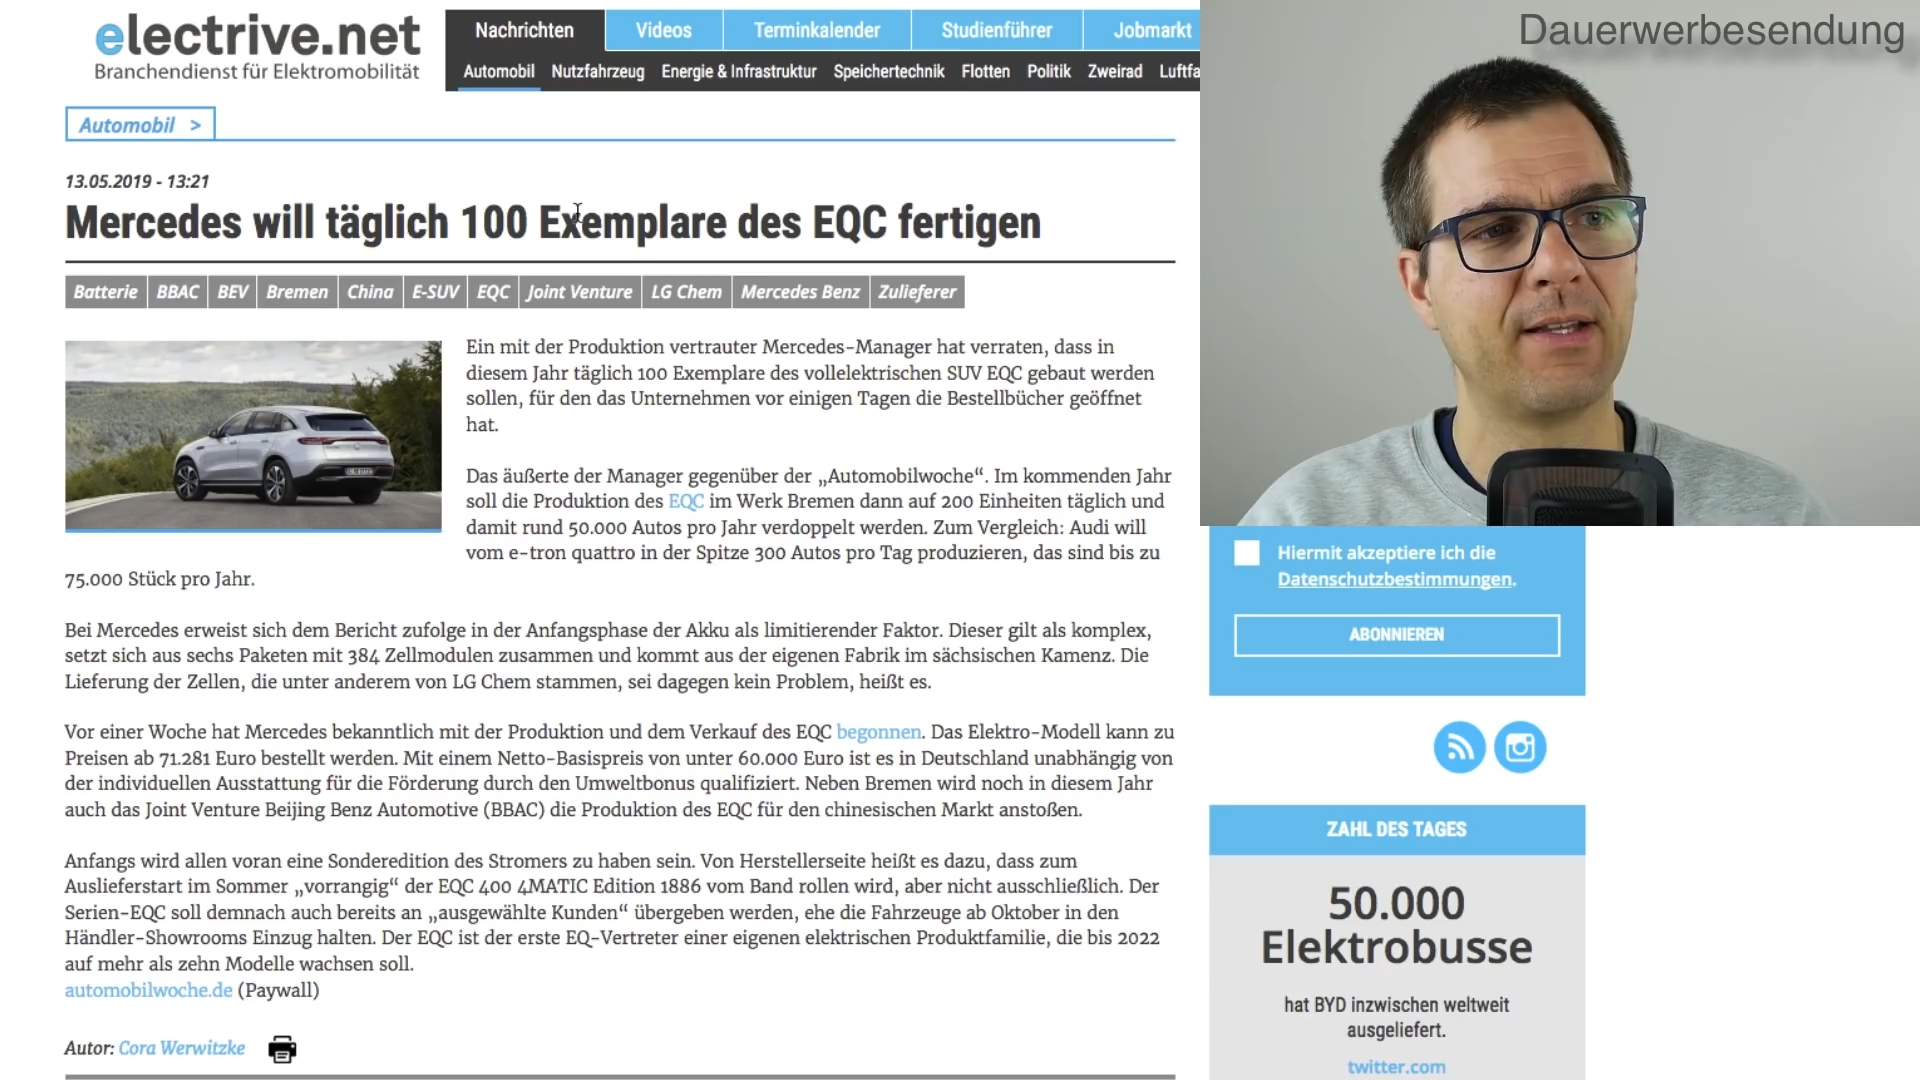 electrive.net
Branchendienst für Elektromobilität
Nachrichten
Videos
Terminkalender
Studienführer
Jobmarkt
Automobil
Nutzfahrzeug
Energie & Infrastruktur
Speichertechnik
Flotten
Politik
Zweirad
Luftfa
Dauerwerbesendung
Automobil >
13.05.2019 - 13:21
Mercedes will täglich 100 Exemplare des EQC fertigen
Batterie
BBAC
BEV
Bremen
China
E-SUV
EQC
Joint Venture
LG Chem
Mercedes Benz
Zulieferer
Ein mit der Produktion vertrauter Mercedes-Manager hat verraten, dass in
diesem Jahr täglich 100 Exemplare des vollelektrischen SUV EQC gebaut werden
sollen, für den das Unternehmen vor einigen Tagen die Bestellbücher geöffnet
hat.
Das äußerte der Manager gegenüber der „Automobilwoche“. Im kommenden Jahr
soll die Produktion des EQC im Werk Bremen dann auf 200 Einheiten täglich und
damit rund 50.000 Autos pro Jahr verdoppelt werden. Zum Vergleich: Audi will
vom e-tron quattro in der Spitze 300 Autos pro Tag produzieren, das sind bis zu
75.000 Stück pro Jahr.
Bei Mercedes erweist sich dem Bericht zufolge in der Anfangsphase der Akku als limitierender Faktor. Dieser gilt als komplex,
setzt sich aus sechs Paketen mit 384 Zellmodulen zusammen und kommt aus der eigenen Fabrik im sächsischen Kamenz. Die
Lieferung der Zellen, die unter anderem von LG Chem stammen, sei dagegen kein Problem, heißt es.
Vor einer Woche hat Mercedes bekanntlich mit der Produktion und dem Verkauf des EQC begonnen. Das Elektro-Modell kann zu
Preisen ab 71.281 Euro bestellt werden. Mit einem Netto-Basispreis von unter 60.000 Euro ist es in Deutschland unabhängig von
der individuellen Ausstattung für die Förderung durch den Umweltbonus qualifiziert. Neben Bremen wird noch in diesem Jahr
auch das Joint Venture Beijing Benz Automotive (BBAC) die Produktion des EQC für den chinesischen Markt anstoßen.
Anfangs wird allen voran eine Sonderedition des Stromers zu haben sein. Von Herstellerseite heißt es dazu, dass zum
Auslieferstart im Sommer „vorrangig“ der EQC 400 4MATIC Edition 1886 vom Band rollen wird, aber nicht ausschließlich. Der
Serien-EQC soll demnach auch bereits an „ausgewählte Kunden“ übergeben werden, ehe die Fahrzeuge ab Oktober in den
Händler-Showrooms Einzug halten. Der EQC ist der erste EQ-Vertreter einer eigenen elektrischen Produktfamilie, die bis 2022
auf mehr als zehn Modelle wachsen soll.
automobilwoche.de (Paywall)
Autor: Cora Werwitzke
Hiermit akzeptiere ich die
Datenschutzbestimmungen.
ABONNIEREN
ZAHL DES TAGES
50.000
Elektrobusse
hat BYD inzwischen weltweit
ausgeliefert.
twitter.com